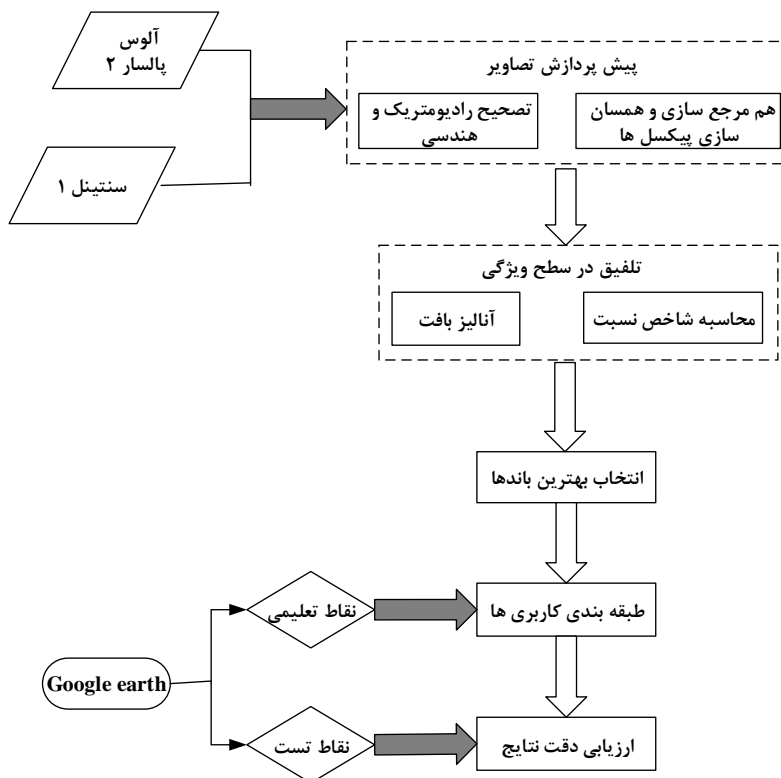 آلوس
پالسار ۲
سنتینل ۱
پیش پردازش تصاویر
هم مرجع سازی و همسان
سازی پیکسل ها
تصحیح رادیومتریک و
هندسی
تلفیق در سطح ویژگی
محاسبه شاخص نسبت
آنالیز بافت
انتخاب بهترین باندها
طبقه بندی کاربری ها
نقاط تعلیمی
Google earth
نقاط تست
ارزیابی دقت نتایج